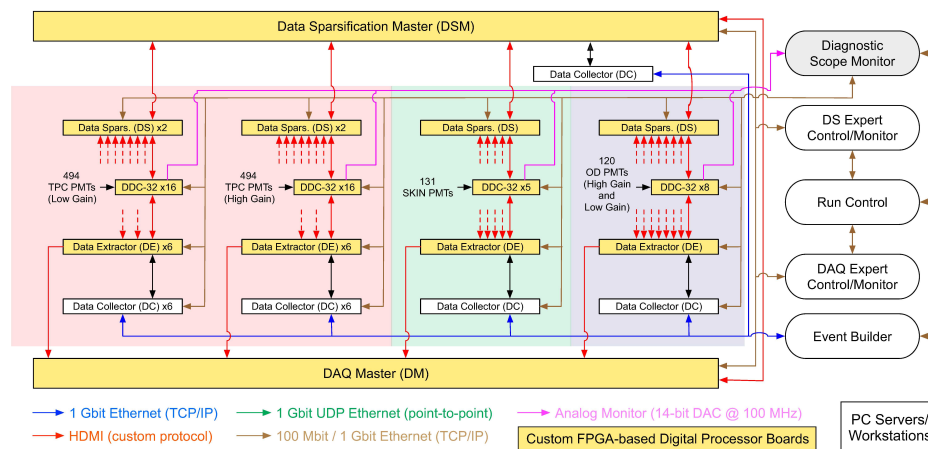 Data Sparsification Master (DSM)
Diagnostic
Scope Monitor
Data Collector (DC)
Data Spars. (DS) x2
Data Spars. (DS) x2
Data Spars. (DS)
Data Spars. (DS)
DS Expert
Control/Monitor
494
TPC PMTs
(Low Gain)
DDC-32 x16
494
TPC PMTs
(High Gain)
DDC-32 x16
131
SKIN PMTs
DDC-32 x5
120
OD PMTs
(High Gain
and
Low Gain)
DDC-32 x8
Run Control
Data Extractor (DE) x6
Data Extractor (DE) x6
Data Extractor (DE)
Data Extractor (DE)
DAQ Expert
Control/Monitor
Data Collector (DC) x6
Data Collector (DC) x6
Data Collector (DC)
Data Collector (DC)
Event Builder
DAQ Master (DM)
1 Gbit Ethernet (TCP/IP)
1 Gbit UDP Ethernet (point-to-point)
Analog Monitor (14-bit DAC @ 100 MHz)
HDMI (custom protocol)
100 Mbit / 1 Gbit Ethernet (TCP/IP)
Custom FPGA-based Digital Processor Boards
PC Servers/
Workstations